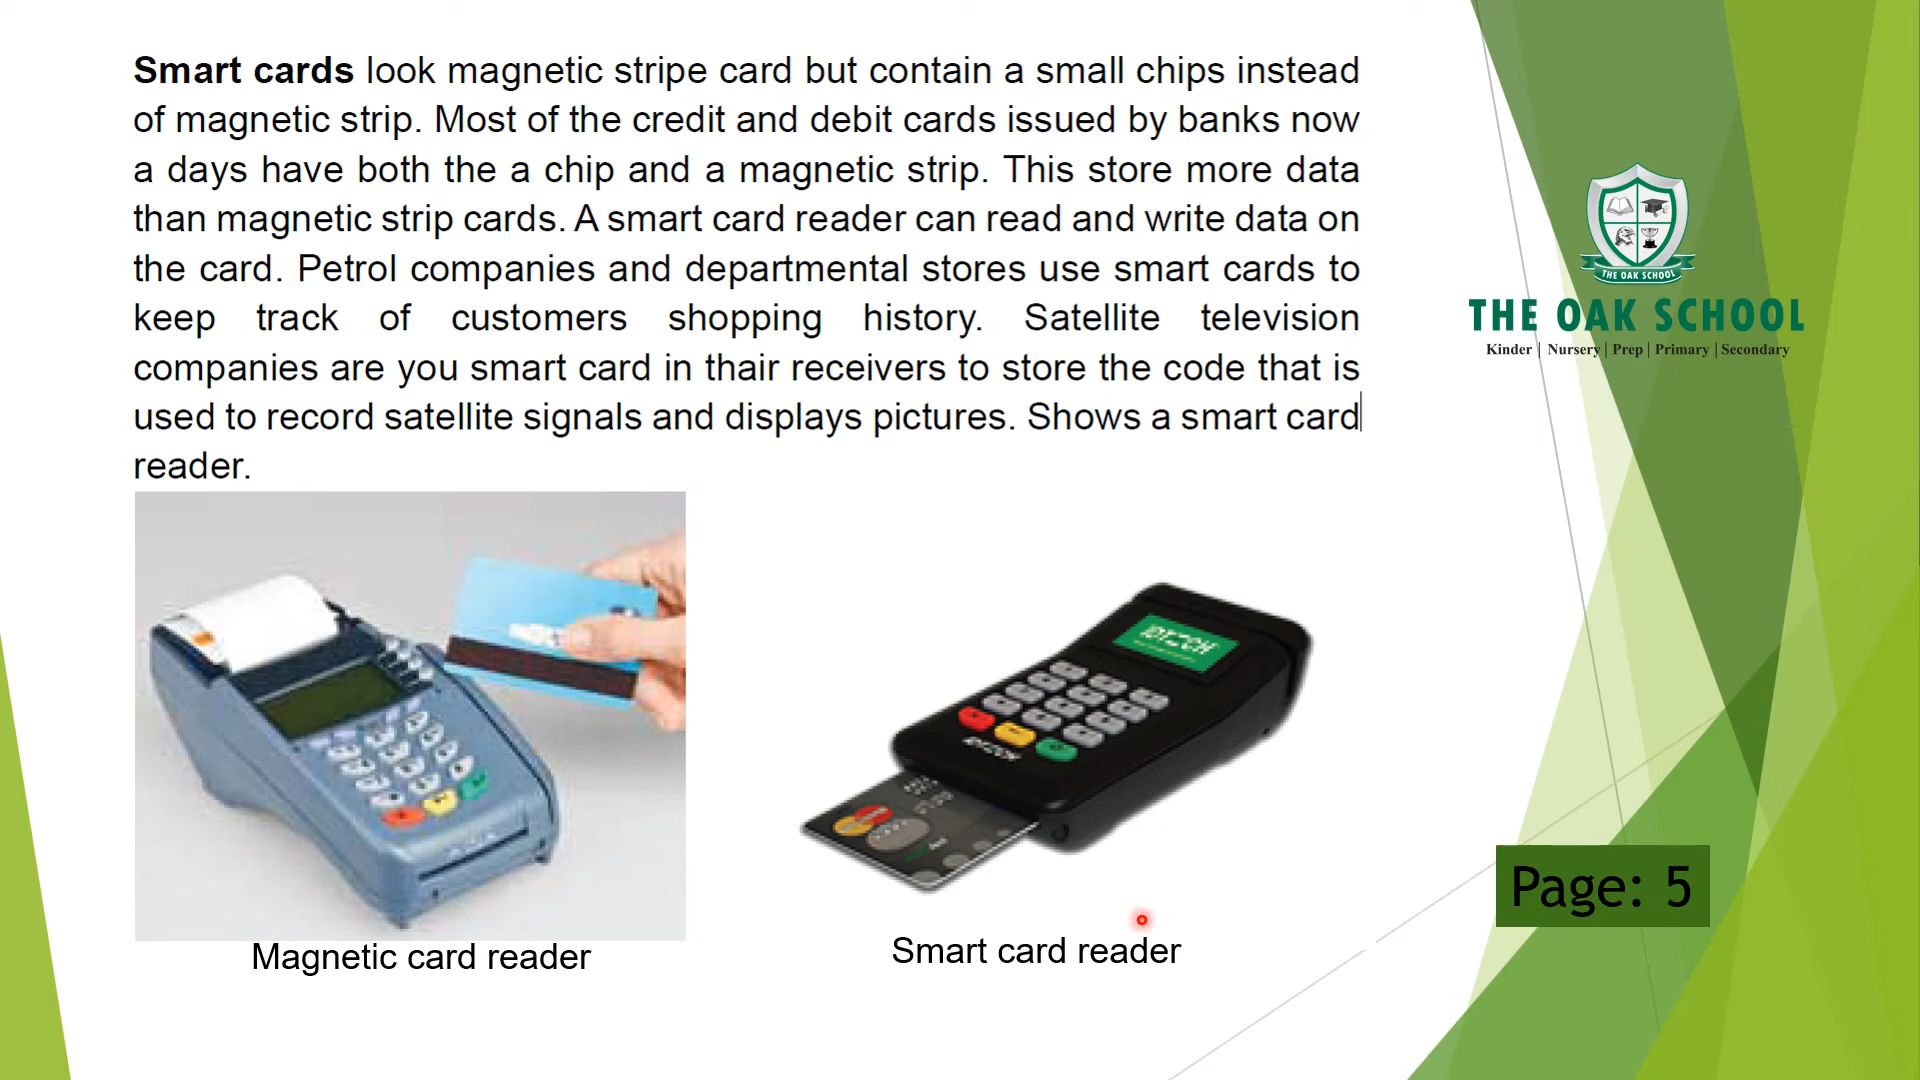 Smart cards look magnetic stripe card but contain a small chips instead
of magnetic strip. Most of the credit and debit cards issued by banks now
a days have both the a chip and a magnetic strip. This store more data
than magnetic strip cards. A smart card reader can read and write data on
the card. Petrol companies and departmental stores use smart cards to
keep track of customers shopping history. Satellite television
companies are you smart card in thair receivers to store the code that is
used to record satellite signals and displays pictures. Shows a smart card
reader.
THE OAK SCHOOL
THE OAK SCHOOL
Kinder | Nursery | Prep | Primary | Secondary
IDTECH
IDTECH
Magnetic card reader
Smart card reader
Page: 5